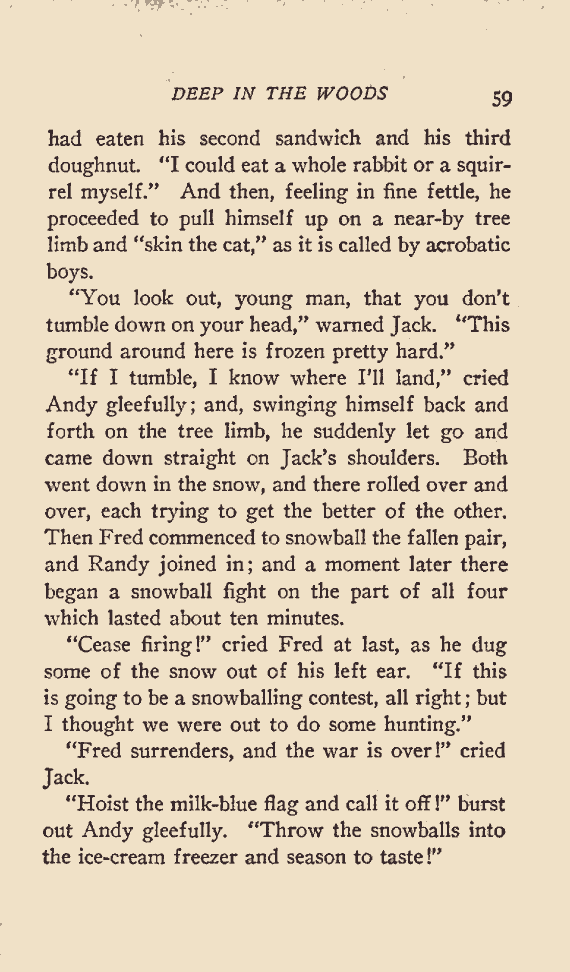 DEEP IN THE WOODS 59
had eaten his second sandwich and his third
doughnut. “I could eat a whole rabbit or a squir-
rel myself.” And then, feeling in fine fettle, he
proceeded to pull himself up on a near-by tree
limb and “skin the cat,” as it is called by acrobatic
boys.
“You look out, young man, that you don't
tumble down on your head,” warned Jack. “This
ground around here is frozen pretty hard.”
“If I tumble, I know where I'll land,” cried
Andy gleefully; and, swinging himself back and
forth on the tree limb, he suddenly let go and
came down straight on Jack's shoulders. Both
went down in the snow, and there rolled over and
over, each trying to get the better of the other.
Then Fred commenced to snowball the fallen pair,
and Randy joined in; and a moment later there
began a snowball fight on the part of all four
which lasted about ten minutes.
“Cease firing!” cried Fred at last, as he dug
some of the snow out of his left ear. “If this
is going to be a snowballing contest, all right; but
I thought we were out to do some hunting.”
“Fred surrenders, and the war is over!” cried
Jack.
“Hoist the milk-blue flag and call it off!” burst
out Andy gleefully. “Throw the snowballs into
the ice-cream freezer and season to taste!”